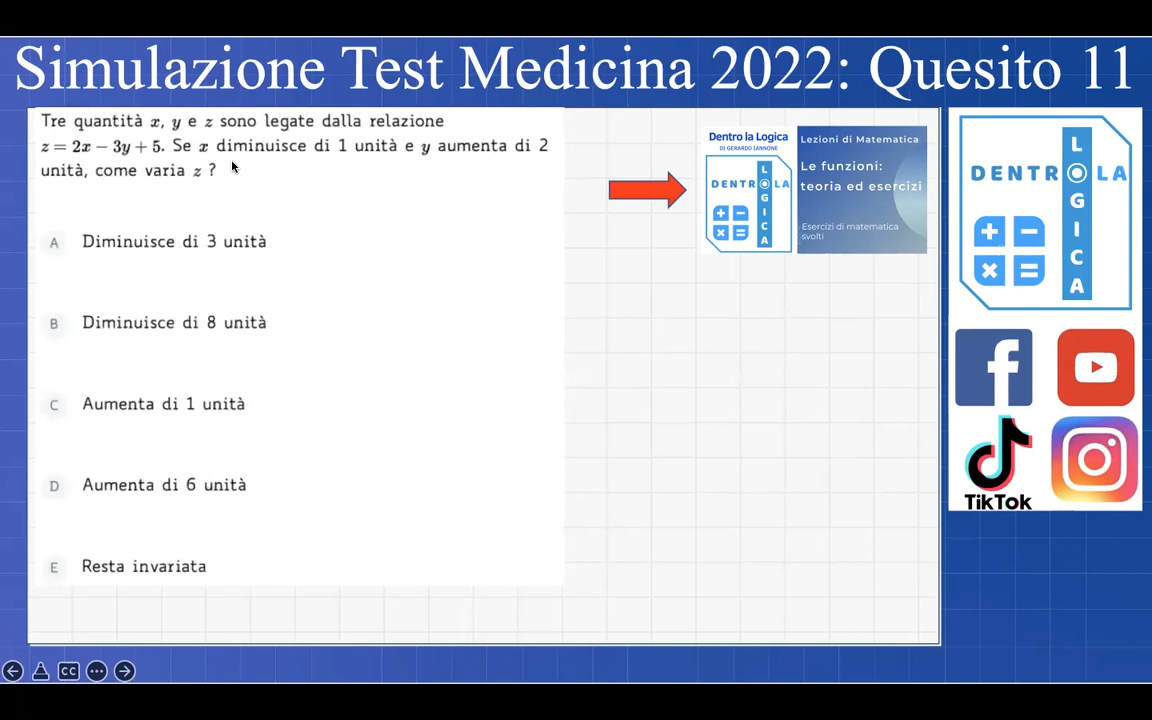 Simulazione Test Medicina 2022: Quesito 11
Tre quantità x, y e z sono legate dalla relazione
z = 2x − 3y + 5. Se x diminuisce di 1 unità e y aumenta di 2
unità, come varia z ?
A Diminuisce di 3 unità
B Diminuisce di 8 unità
C Aumenta di 1 unità
D Aumenta di 6 unità
E Resta invariata
Dentro la Logica
DI GERARDO IANNONE
DENTRO LA
LOGICA
Lezioni di Matematica
Le funzioni:
teoria ed esercizi
Esercizi di matematica
svolti
DENTRO LA
LOGICA
TikTok
CC